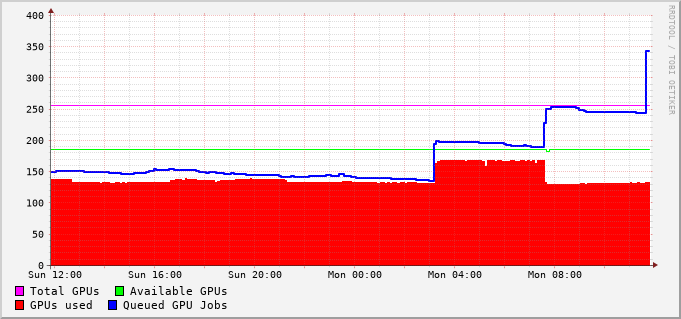 400
350
300
250
200
150
100
50
0
Sun 12:00 Sun 16:00 Sun 20:00 Mon 00:00 Mon 04:00 Mon 08:00
Total GPUs Available GPUs
GPUs used Queued GPU Jobs
RRDTOOL / TOBI OETIKER